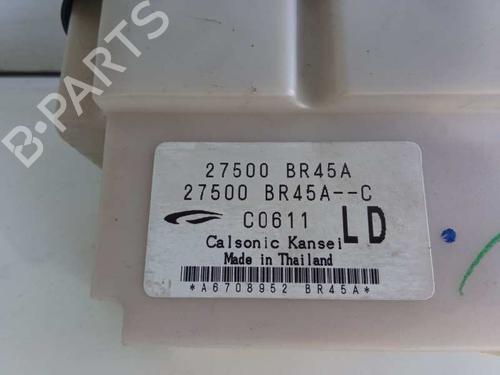 B-PARTS
27500 BR45A
27500 BR45A--C
C0611 LD
Calsonic Kansei
Made in Thailand
*A6708952 BR45A*